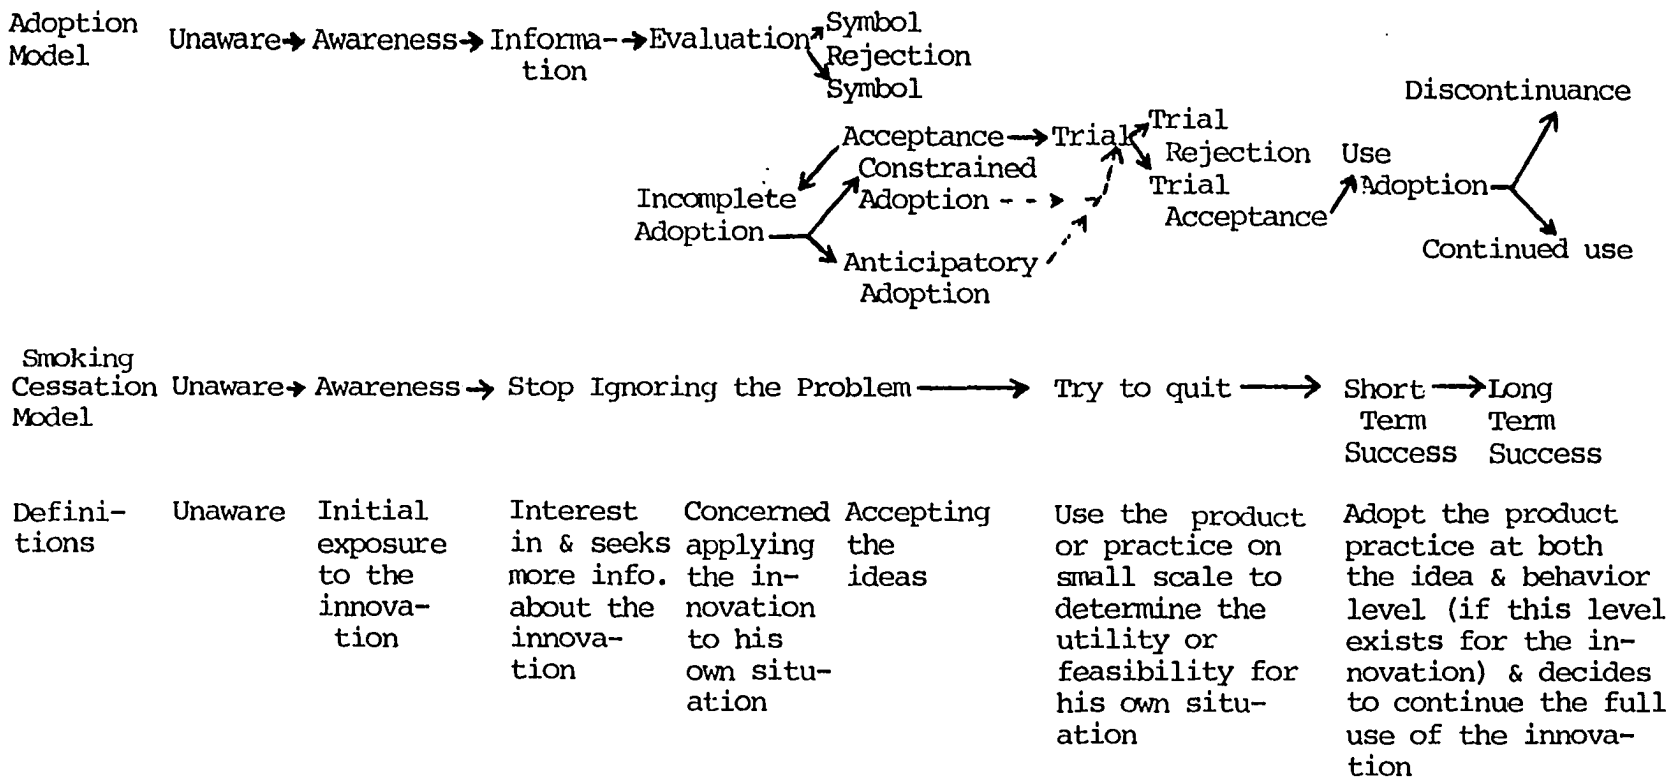 Adoption
Model
Unaware → Awareness → Informa- → Evaluation
tion
Symbol
Rejection
Symbol
Acceptance → Trial
Constrained
Adoption
Incomplete
Adoption
Anticipatory
Adoption
Trial
Rejection
Trial
Acceptance
Use
Adoption
Discontinuance
Continued use
Smoking
Cessation
Model
Unaware → Awareness → Stop Ignoring the Problem → Try to quit → Short → Long
Term Term
Success Success
Defini-
tions
Unaware
Initial
exposure
to the
innova-
tion
Interest
in & seeks
more info.
about the
innova-
tion
Concerned
applying
the in-
novation
to his
own situ-
ation
Accepting
the
ideas
Use the product
or practice on
small scale to
determine the
utility or
feasibility for
his own situ-
ation
Adopt the product
practice at both
the idea & behavior
level (if this level
exists for the in-
novation) & decides
to continue the full
use of the innova-
tion